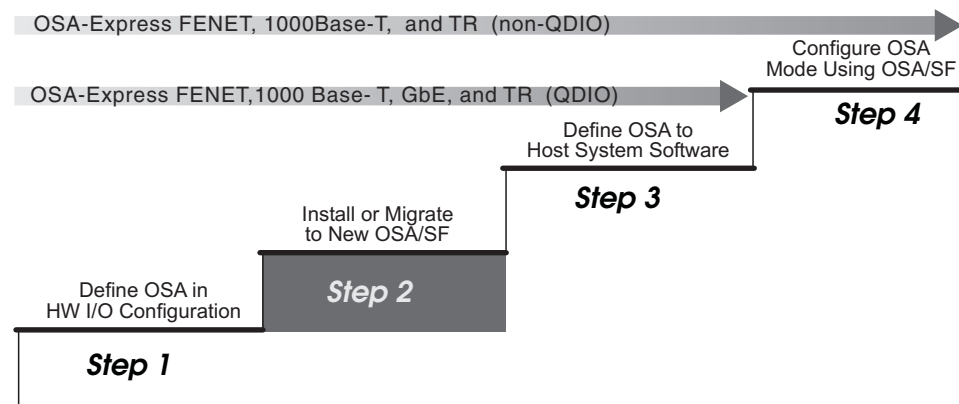 OSA-Express FENET, 1000Base-T, and TR (non-QDIO)
Configure OSA
Mode Using OSA/SF
OSA-Express FENET,1000 Base- T, GbE, and TR (QDIO)
Step 4
Define OSA to
Host System Software
Step 3
Install or Migrate
to New OSA/SF
Step 2
Define OSA in
HW I/O Configuration
Step 1